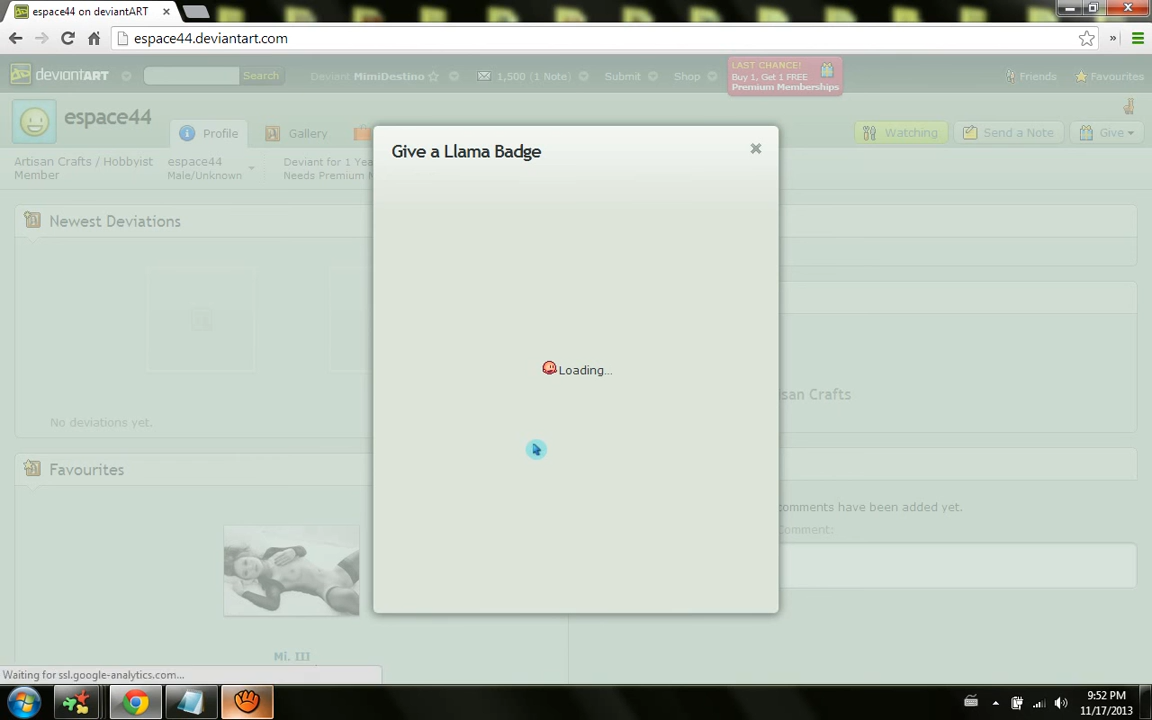 espace44 on deviantART
espace44.deviantart.com
deviantART
Search
Deviant MimiDestino
1,500 (1 Note)
Submit
Shop
LAST CHANCE!
Buy 1, Get 1 FREE
Premium Memberships
Friends
Favourites
espace44
Profile
Gallery
Watching
Send a Note
Give
Artisan Crafts / Hobbyist
Member
espace44
Male/Unknown
Deviant for 1 Yea
Needs Premium M
Give a Llama Badge
Newest Deviations
Loading...
san Crafts
No deviations yet.
Favourites
comments have been added yet.
Comment:
Mi. III
Waiting for ssl.google-analytics.com...
9:52 PM
11/17/2013